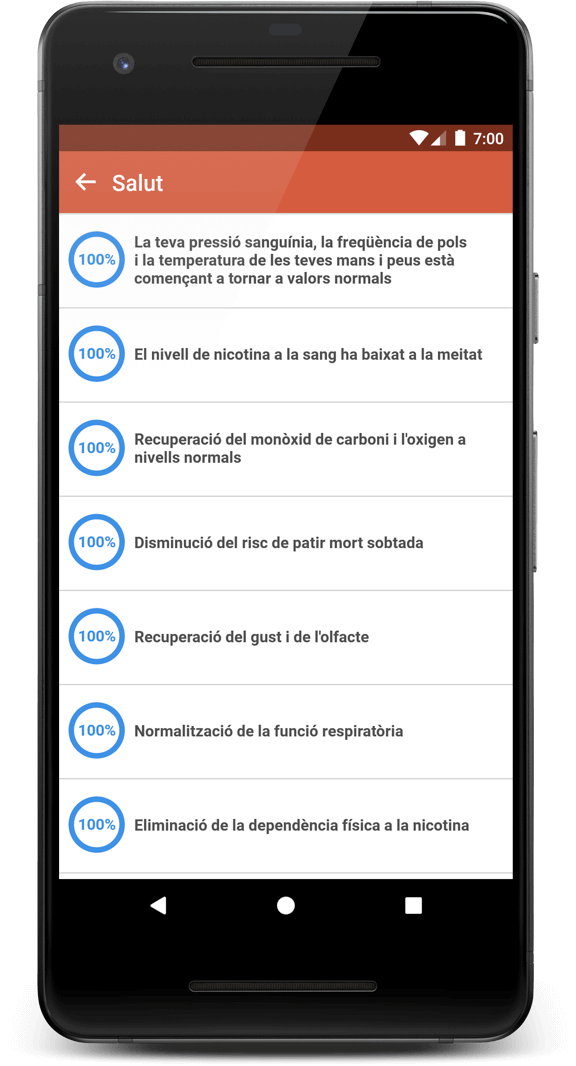 7:00
Salut
100%
La teva pressió sanguínia, la freqüència de pols
i la temperatura de les teves mans i peus està
començant a tornar a valors normals
100%
El nivell de nicotina a la sang ha baixat a la meitat
100%
Recuperació del monòxid de carboni i l'oxigen a
nivells normals
100%
Disminució del risc de patir mort sobtada
100%
Recuperació del gust i de l'olfacte
100%
Normalització de la funció respiratòria
100%
Eliminació de la dependència física a la nicotina